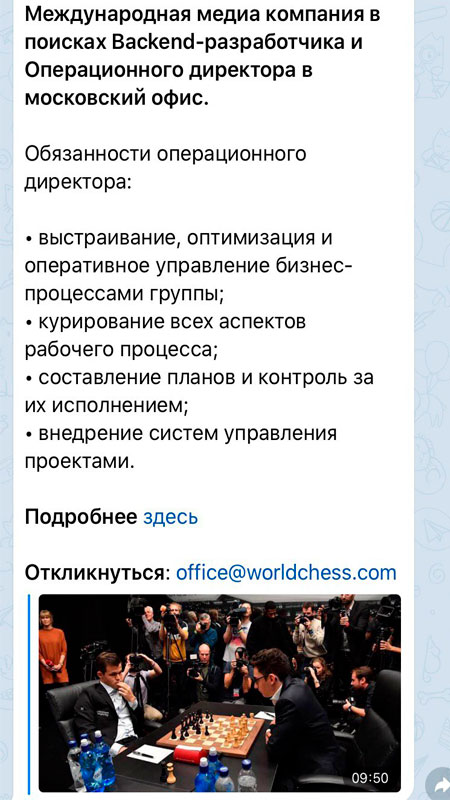 Международная медиа компания в
поисках Backend-разработчика и
Операционного директора в
московский офис.
Обязанности операционного
директора:
• выстраивание, оптимизация и
оперативное управление бизнес-
процессами группы;
• курирование всех аспектов
рабочего процесса;
• составление планов и контроль за
их исполнением;
• внедрение систем управления
проектами.
Подробнее здесь
Откликнуться: office@worldchess.com
09:50